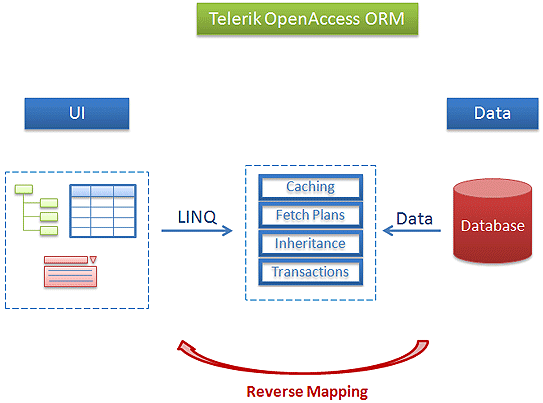 Telerik OpenAccess ORM
UI
Data
Caching
Fetch Plans
Inheritance
Transactions
LINQ
Data
Database
Reverse Mapping